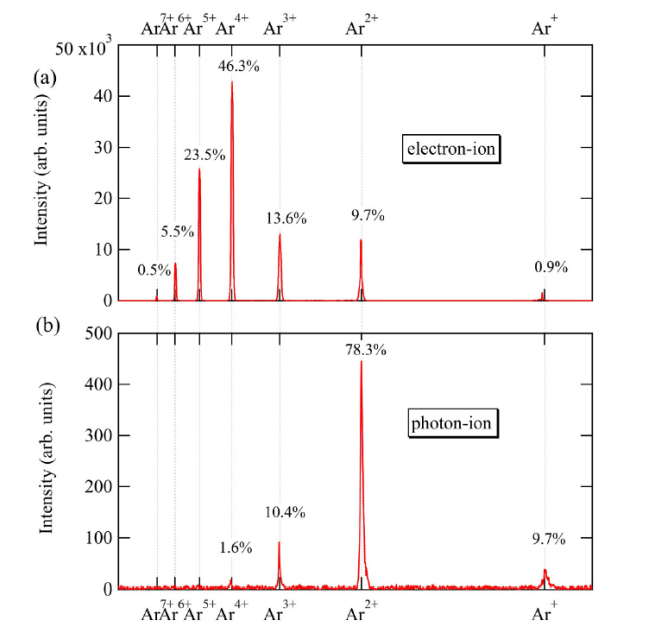 Ar7+ Ar6+ Ar5+ Ar4+ Ar3+ Ar2+ Ar+
50 x10³
(a)
46.3%
40
electron-ion
30
23.5%
Intensity (arb. units)
20
13.6%
9.7%
5.5%
10
0.5%
0.9%
0
(b)
500
78.3%
400
photon-ion
300
Intensity (arb. units)
200
10.4%
100
1.6%
9.7%
0
Ar7+ Ar6+ Ar5+ Ar4+ Ar3+ Ar2+ Ar+